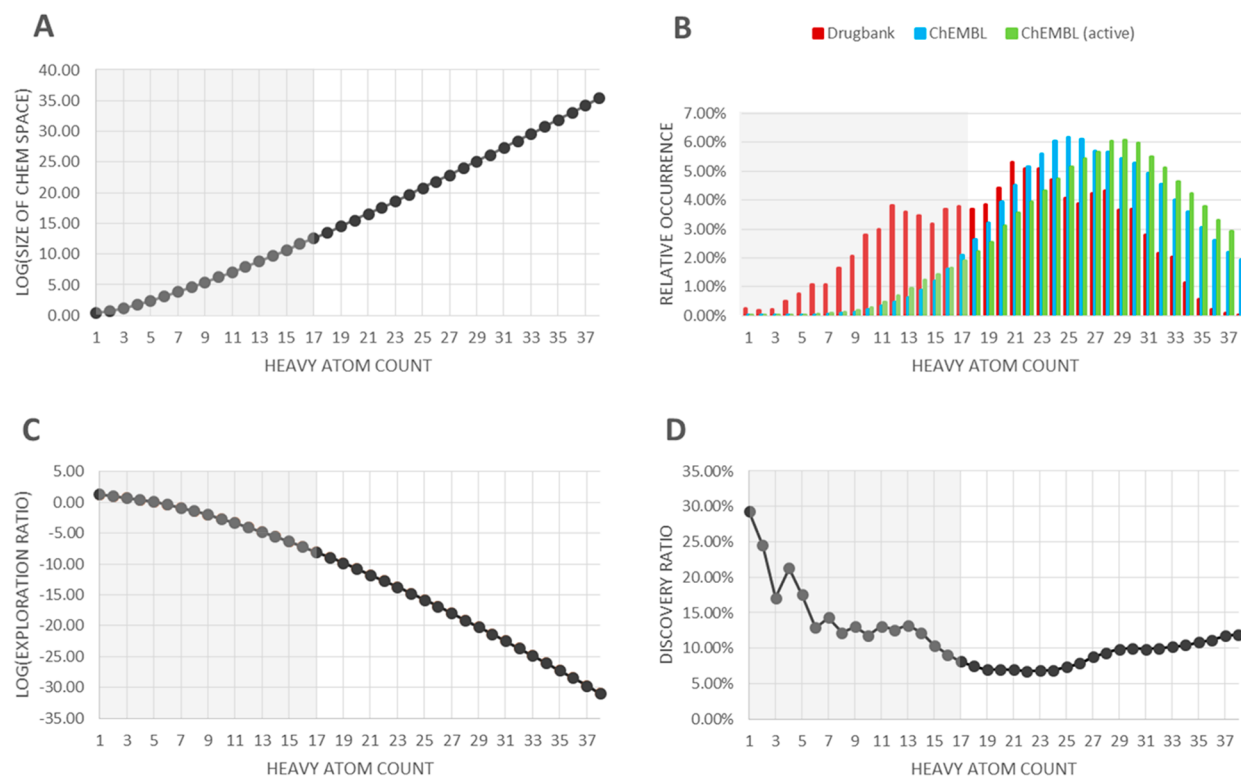 A
LOG(SIZE OF CHEM SPACE)
40.00
35.00
30.00
25.00
20.00
15.00
10.00
5.00
0.00
1 3 5 7 9 11 13 15 17 19 21 23 25 27 29 31 33 35 37
HEAVY ATOM COUNT
B
Drugbank ChEMBL ChEMBL (active)
RELATIVE OCCURRENCE
7.00%
6.00%
5.00%
4.00%
3.00%
2.00%
1.00%
0.00%
1 3 5 7 9 11 13 15 17 19 21 23 25 27 29 31 33 35 37
HEAVY ATOM COUNT
C
LOG(EXPLORATION RATIO)
5.00
0.00
-5.00
-10.00
-15.00
-20.00
-25.00
-30.00
-35.00
1 3 5 7 9 11 13 15 17 19 21 23 25 27 29 31 33 35 37
HEAVY ATOM COUNT
D
DISCOVERY RATIO
35.00%
30.00%
25.00%
20.00%
15.00%
10.00%
5.00%
0.00%
1 3 5 7 9 11 13 15 17 19 21 23 25 27 29 31 33 35 37
HEAVY ATOM COUNT